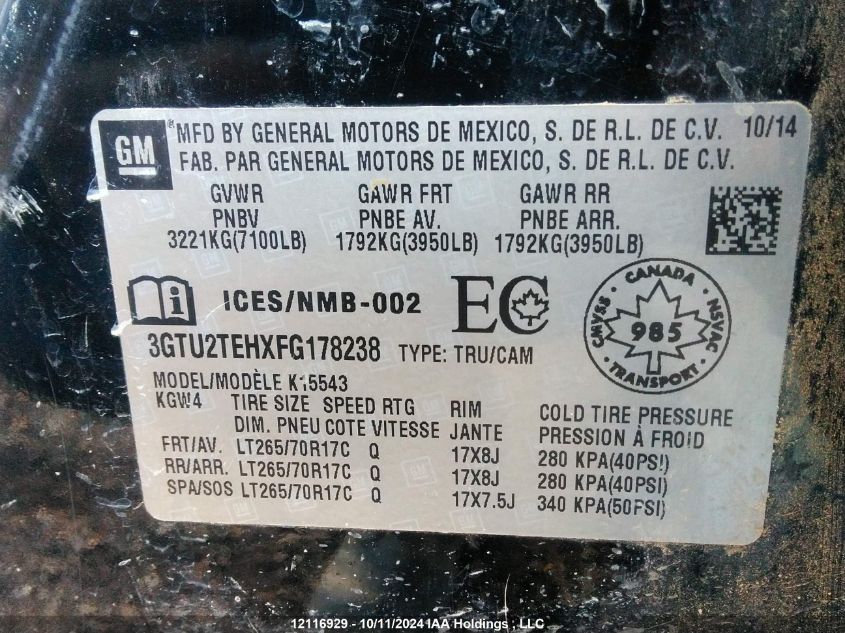 GM® MFD BY GENERAL MOTORS DE MEXICO, S. DE R.L. DE C.V. 10/14
FAB. PAR GENERAL MOTORS DE MEXICO, S. DE R.L. DE C.V.
GVWR GAWR FRT GAWR RR
PNBV PNBE AV. PNBE ARR.
3221KG(7100LB) 1792KG(3950LB) 1792KG(3950LB)
i ICES/NMB-002 EC
CANADA
CMVSS 985 NSVAC
TRANSPORT
3GTU2TEHXFG178238 TYPE: TRU/CAM
MODEL/MODÈLE K15543
KGW4 TIRE SIZE SPEED RTG RIM COLD TIRE PRESSURE
DIM. PNEU COTE VITESSE JANTE PRESSION À FROID
FRT/AV. LT265/70R17C Q 17X8J 280 KPA(40PSI)
RR/ARR. LT265/70R17C Q 17X8J 280 KPA(40PSI)
SPA/SOS LT265/70R17C Q 17X7.5J 340 KPA(50PSI)
12116929 - 10/11/2024 IAA Holdings , LLC